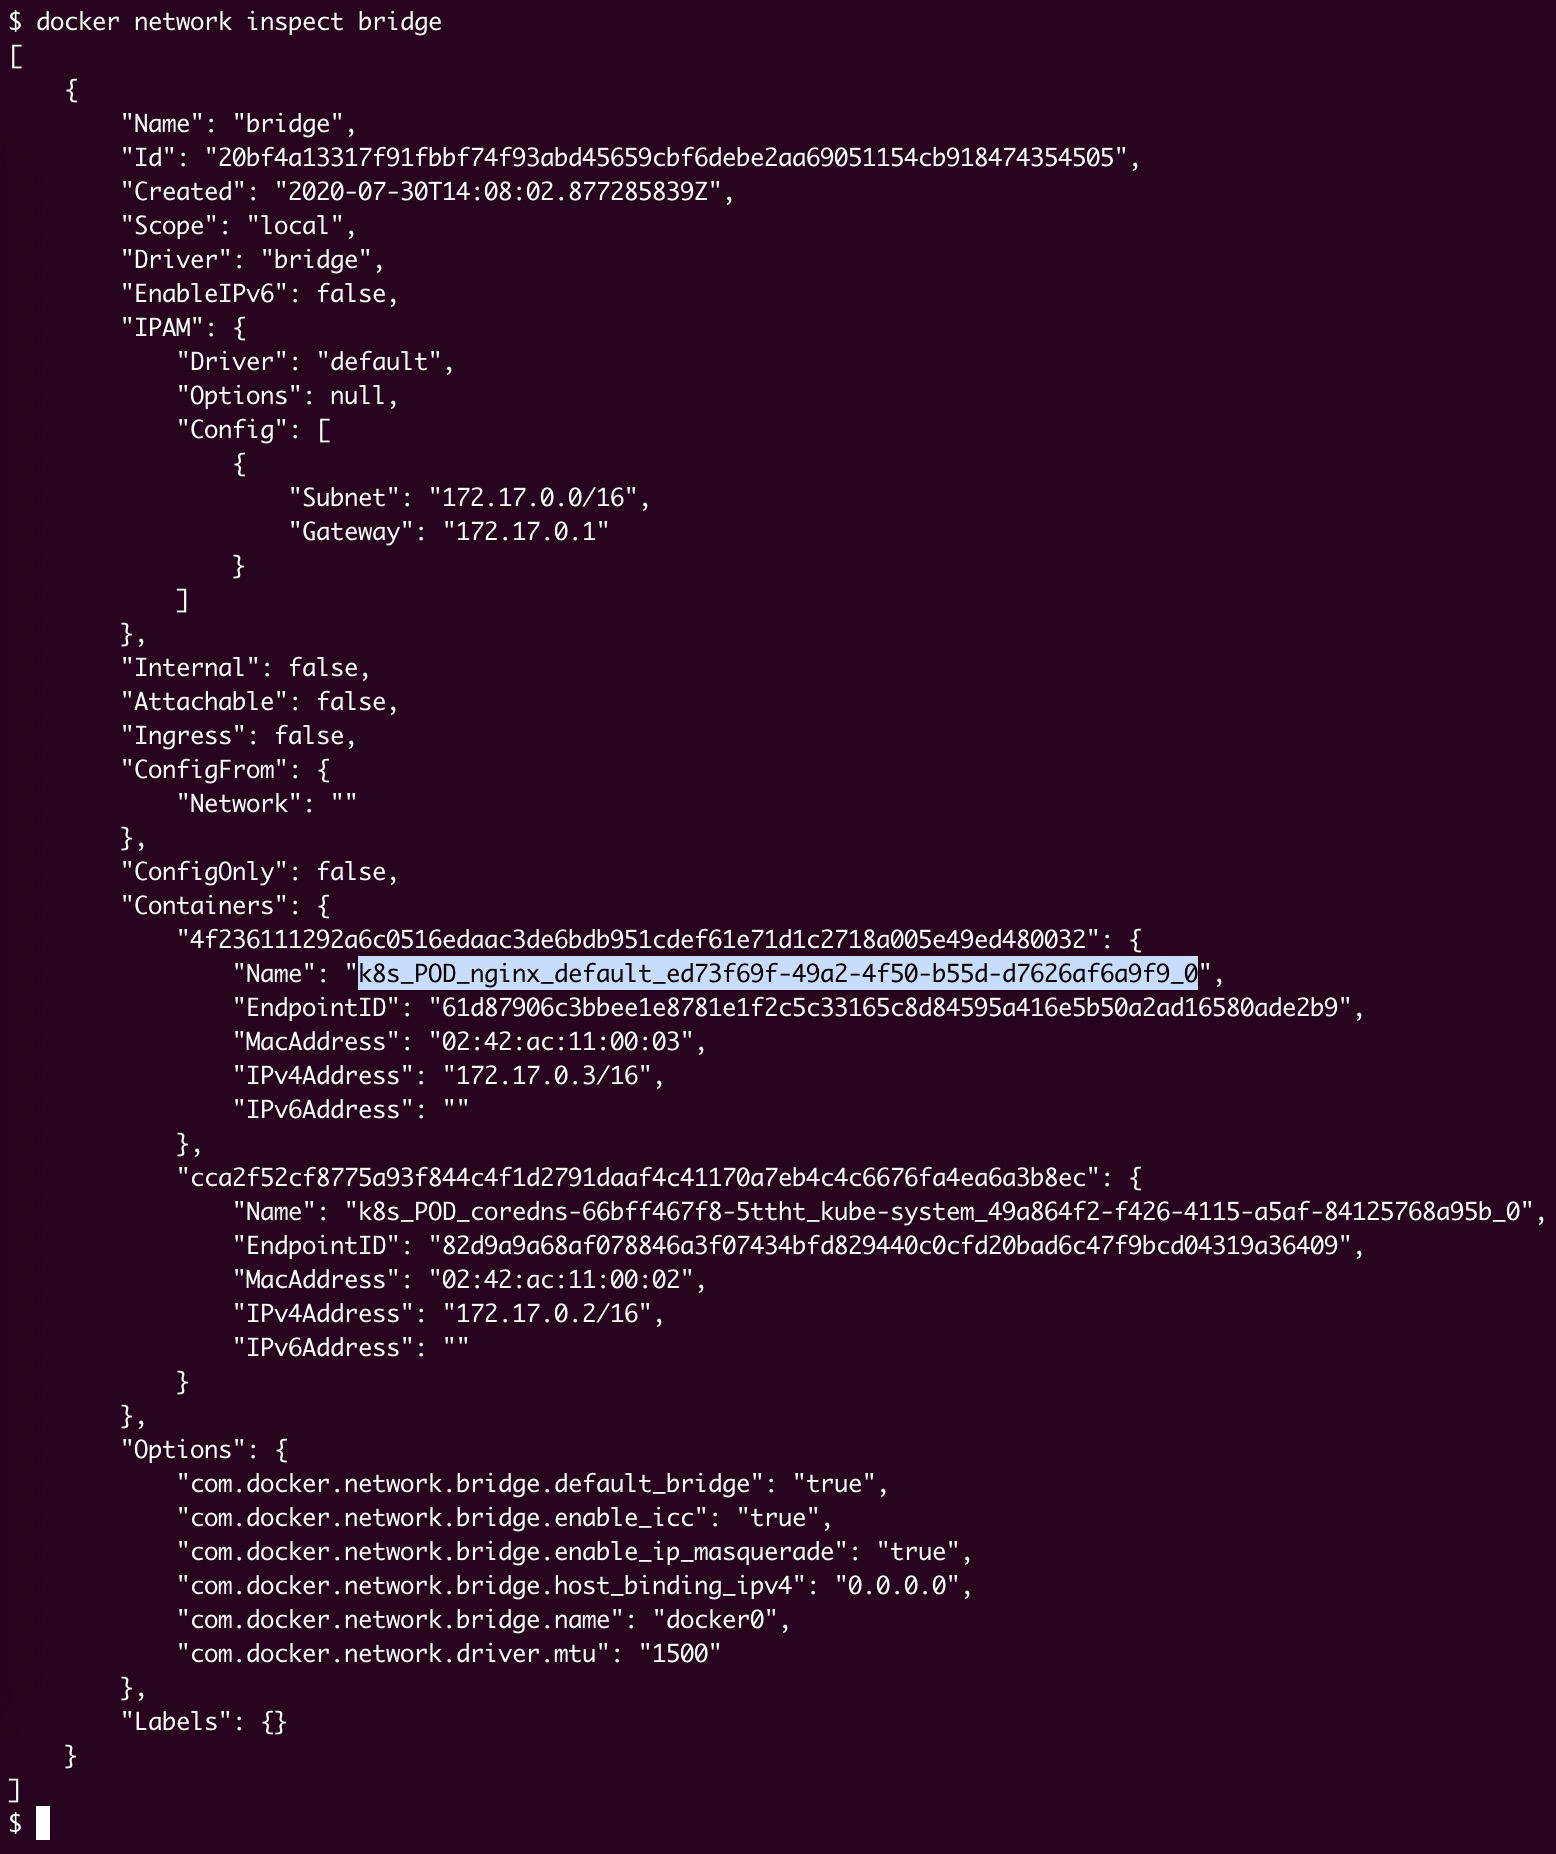 $ docker network inspect bridge
[
    {
        "Name": "bridge",
        "Id": "20bf4a13317f91fbbf74f93abd45659cbf6debe2aa69051154cb918474354505",
        "Created": "2020-07-30T14:08:02.877285839Z",
        "Scope": "local",
        "Driver": "bridge",
        "EnableIPv6": false,
        "IPAM": {
            "Driver": "default",
            "Options": null,
            "Config": [
                {
                    "Subnet": "172.17.0.0/16",
                    "Gateway": "172.17.0.1"
                }
            ]
        },
        "Internal": false,
        "Attachable": false,
        "Ingress": false,
        "ConfigFrom": {
            "Network": ""
        },
        "ConfigOnly": false,
        "Containers": {
            "4f236111292a6c0516edaac3de6bdb951cdef61e71d1c2718a005e49ed480032": {
                "Name": "k8s_POD_nginx_default_ed73f69f-49a2-4f50-b55d-d7626af6a9f9_0",
                "EndpointID": "61d87906c3bbee1e8781e1f2c5c33165c8d84595a416e5b50a2ad16580ade2b9",
                "MacAddress": "02:42:ac:11:00:03",
                "IPv4Address": "172.17.0.3/16",
                "IPv6Address": ""
            },
            "cca2f52cf8775a93f844c4f1d2791daaf4c41170a7eb4c4c6676fa4ea6a3b8ec": {
                "Name": "k8s_POD_coredns-66bff467f8-5ttht_kube-system_49a864f2-f426-4115-a5af-84125768a95b_0",
                "EndpointID": "82d9a9a68af078846a3f07434bfd829440c0cfd20bad6c47f9bcd04319a36409",
                "MacAddress": "02:42:ac:11:00:02",
                "IPv4Address": "172.17.0.2/16",
                "IPv6Address": ""
            }
        },
        "Options": {
            "com.docker.network.bridge.default_bridge": "true",
            "com.docker.network.bridge.enable_icc": "true",
            "com.docker.network.bridge.enable_ip_masquerade": "true",
            "com.docker.network.bridge.host_binding_ipv4": "0.0.0.0",
            "com.docker.network.bridge.name": "docker0",
            "com.docker.network.driver.mtu": "1500"
        },
        "Labels": {}
    }
]
$